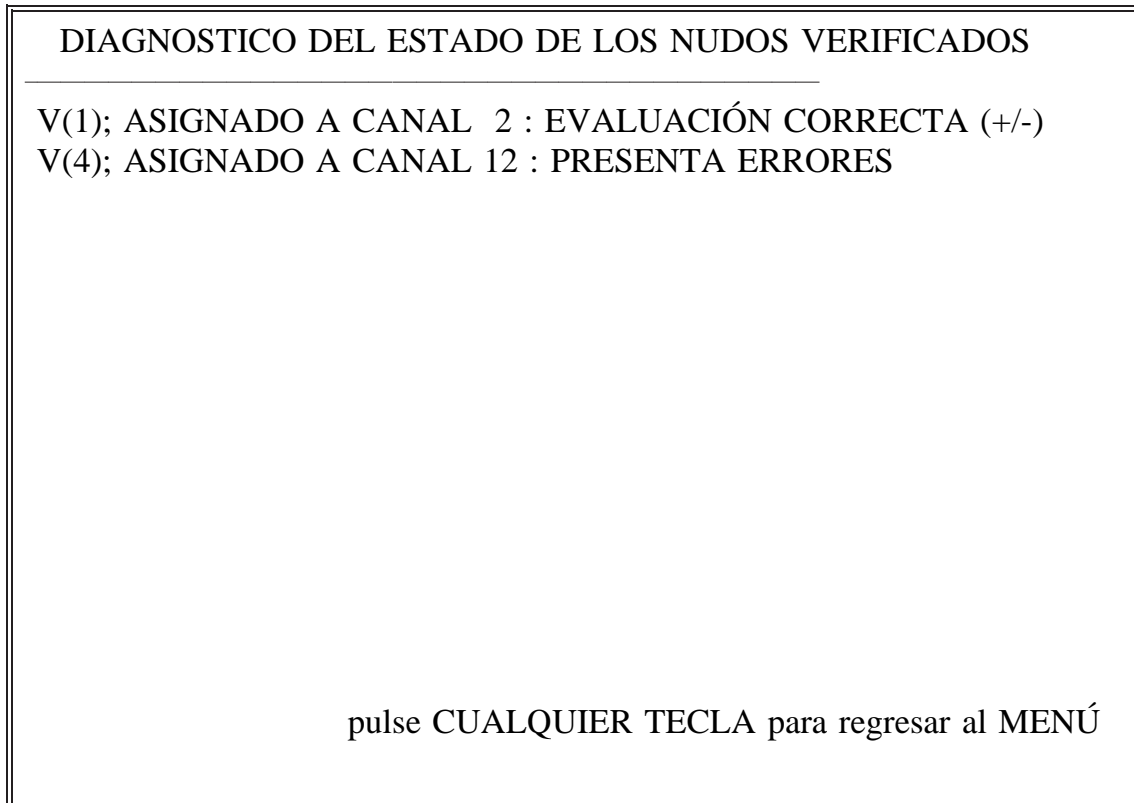 DIAGNOSTICO DEL ESTADO DE LOS NUDOS VERIFICADOS
V(1); ASIGNADO A CANAL 2 : EVALUACIÓN CORRECTA (+/-)
V(4); ASIGNADO A CANAL 12 : PRESENTA ERRORES
pulse CUALQUIER TECLA para regresar al MENÚ